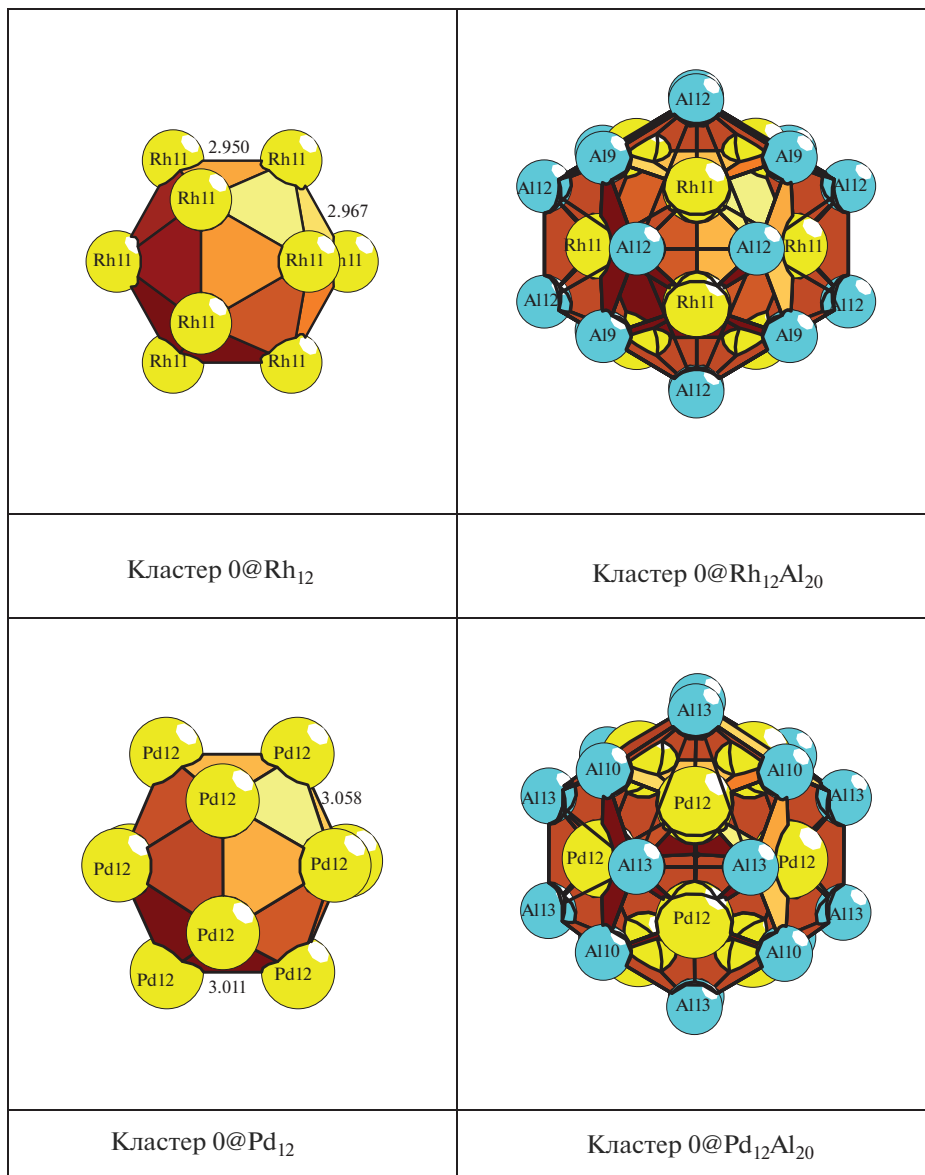 2.950
Rh11 Rh11
Rh11
2.967
Rh11 Rh11 h11
Rh11
Rh11 Rh11
Al12
Al9 Al9
Al12 Rh11 Al12
Rh11 Al12 Al12 Rh11
Al12 Rh11 Al12
Al9 Al9
Al12
Кластер 0@Rh12
Кластер 0@Rh12Al20
Pd12 Pd12
3.058
Pd12
Pd12 Pd12
Pd12
Pd12 Pd12
3.011
Al13
Al10 Al10
Al13 Pd12 Al13
Pd12 Al13 Al13 Pd12
Al13 Pd12 Al13
Al10 Al10
Al13
Кластер 0@Pd12
Кластер 0@Pd12Al20